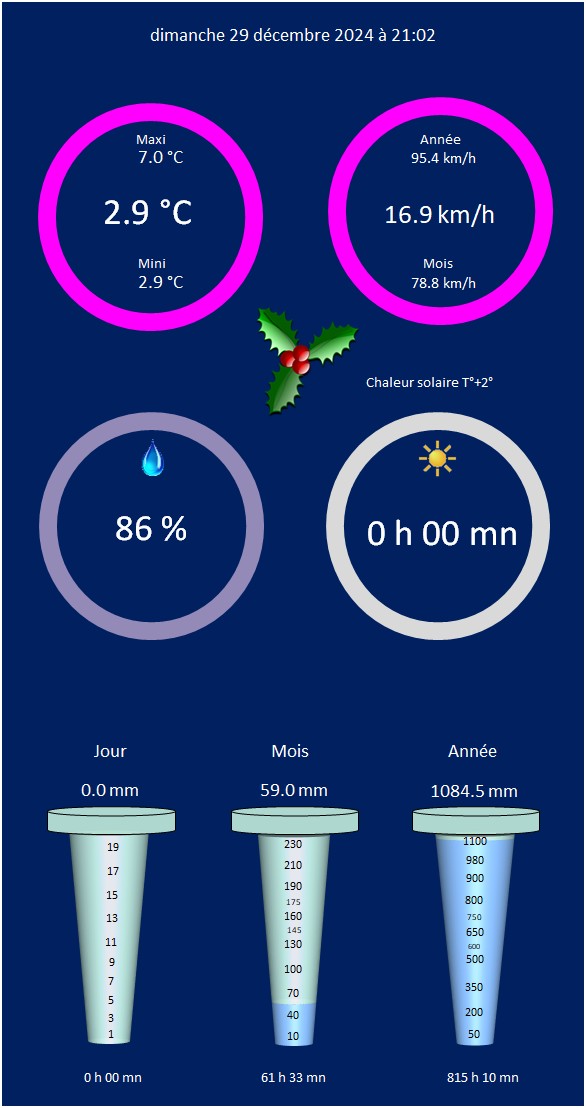 dimanche 29 décembre 2024 à 21:02
Maxi
7.0 °C
2.9 °C
Mini
2.9 °C
Année
95.4 km/h
16.9 km/h
Mois
78.8 km/h
Chaleur solaire T°+2°
86 %
0 h 00 mn
Jour
0.0 mm
19
17
15
13
11
9
7
5
3
1
0 h 00 mn
Mois
59.0 mm
230
210
190
175
160
145
130
100
70
40
10
61 h 33 mn
Année
1084.5 mm
1100
980
900
800
750
650
600
500
350
200
50
815 h 10 mn